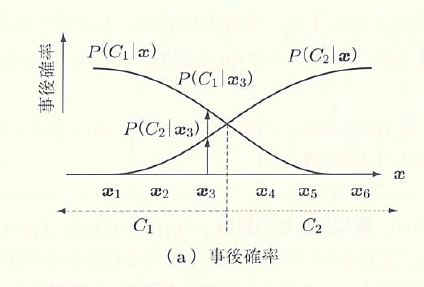 事後確率
P(C₁|x)
P(C₁|x₃)
P(C₂|x)
P(C₂|x₃)
x₁ x₂ x₃ x₄ x₅ x₆ x
C₁ C₂
(a) 事後確率